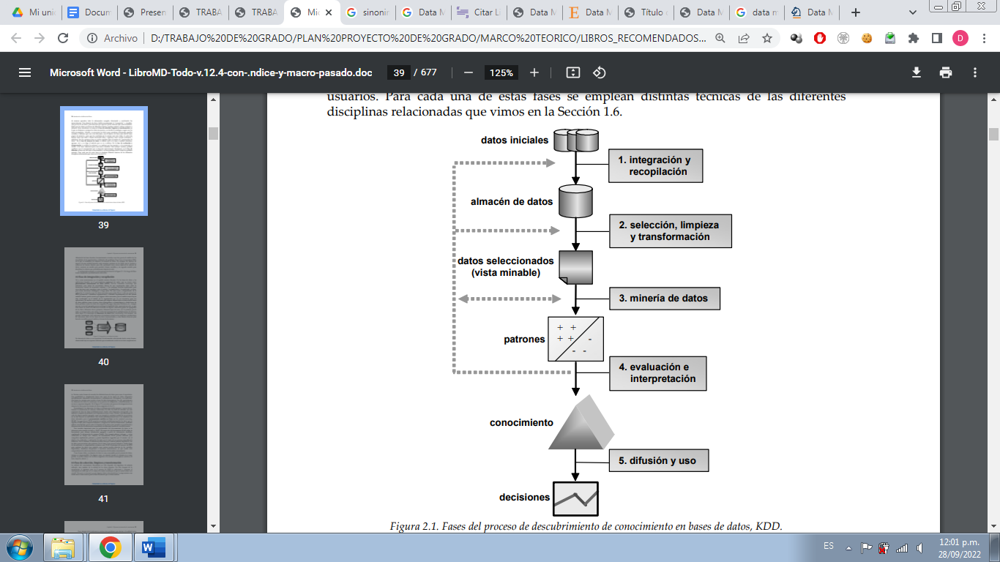 Mi uni
Docum
Presen
TRABA
TRABA
Mic
sinonim
Data M
Citar L
Data M
Data M
Título
Data M
data m
Data M
Archivo
D:/TRABAJO%20DE%20GRADO/PLAN%20PROYECTO%20DE%20GRADO/MARCO%20TEORICO/LIBROS_RECOMENDADOS...
D
Microsoft Word - LibroMD-Todo-v.12.4-con-.ndice-y-macro-pasado.doc
39 / 677
125%
39
40
41
usuarios. Para cada una de estas fases se emplean distintas técnicas de las diferentes
disciplinas relacionadas que vimos en la Sección 1.6.
datos iniciales
1. integración y
recopilación
almacén de datos
2. selección, limpieza
y transformación
datos seleccionados
(vista minable)
3. minería de datos
+ +
+ + -
- -
patrones
4. evaluación e
interpretación
conocimiento
5. difusión y uso
decisiones
Figura 2.1. Fases del proceso de descubrimiento de conocimiento en bases de datos, KDD.
ES
12:01 p.m.
28/09/2022